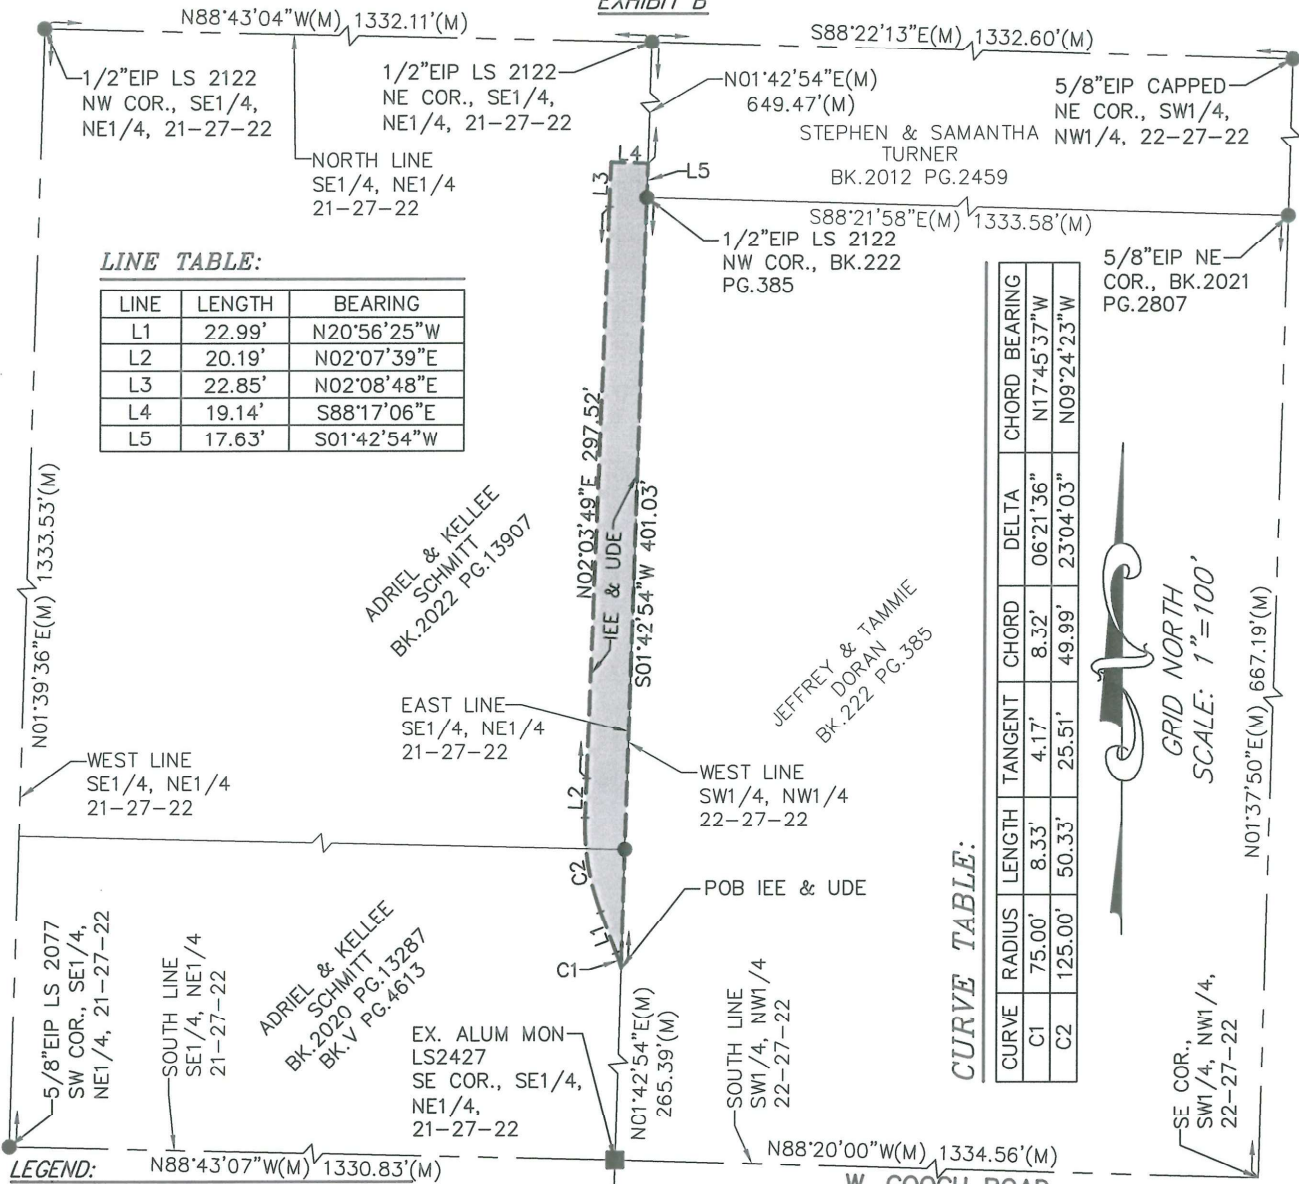 EXHIBIT B
N88°43'04"W(M) 1332.11'(M)
S88°22'13"E(M) 1332.60'(M)
1/2"EIP LS 2122
NW COR., SE1/4,
NE1/4, 21-27-22
1/2"EIP LS 2122
NE COR., SE1/4,
NE1/4, 21-27-22
N01°42'54"E(M)
649.47'(M)
5/8"EIP CAPPED
NE COR., SW1/4,
NW1/4, 22-27-22
STEPHEN & SAMANTHA
TURNER
BK.2012 PG.2459
NORTH LINE
SE1/4, NE1/4
21-27-22
L4
L5
L3
S88°21'58"E(M) 1333.58'(M)
1/2"EIP LS 2122
NW COR., BK.222
PG.385
5/8"EIP NE
COR., BK.2021
PG.2807
LINE TABLE:
LINE LENGTH BEARING
L1 22.99' N20°56'25"W
L2 20.19' N02°07'39"E
L3 22.85' N02°08'48"E
L4 19.14' S88°17'06"E
L5 17.63' S01°42'54"W
N01°39'36"E(M) 1333.53'(M)
ADRIEL & KELLEE
SCHMITT
BK.2022 PG.13907
N02°03'49"E 297.52'
IEE & UDE
S01°42'54"W 401.03'
JEFFREY & TAMMIE
DORAN
BK.222 PG.385
EAST LINE
SE1/4, NE1/4
21-27-22
WEST LINE
SW1/4, NW1/4
22-27-22
WEST LINE
SE1/4, NE1/4
21-27-22
L2
C2
L1
C1
POB IEE & UDE
CURVE TABLE:
CURVE RADIUS LENGTH TANGENT CHORD DELTA CHORD BEARING
C1 75.00' 8.33' 4.17' 8.32' 06°21'36" N17°45'37"W
C2 125.00' 50.33' 25.51' 49.99' 23°04'03" N09°24'23"W
GRID NORTH
SCALE: 1"=100'
N01°37'50"E(M) 667.19'(M)
5/8"EIP LS 2077
SW COR., SE1/4,
NE1/4, 21-27-22
SOUTH LINE
SE1/4, NE1/4
21-27-22
ADRIEL & KELLEE
SCHMITT
BK.2020 PG.13287
BK.V PG.4613
EX. ALUM MON
LS2427
SE COR., SE1/4,
NE1/4,
21-27-22
N01°42'54"E(M)
265.39'(M)
SOUTH LINE
SW1/4, NW1/4
22-27-22
SE COR.,
SW1/4, NW1/4,
22-27-22
LEGEND:
N88°43'07"W(M) 1330.83'(M)
N88°20'00"W(M) 1334.56'(M)
W. GOOCH ROAD